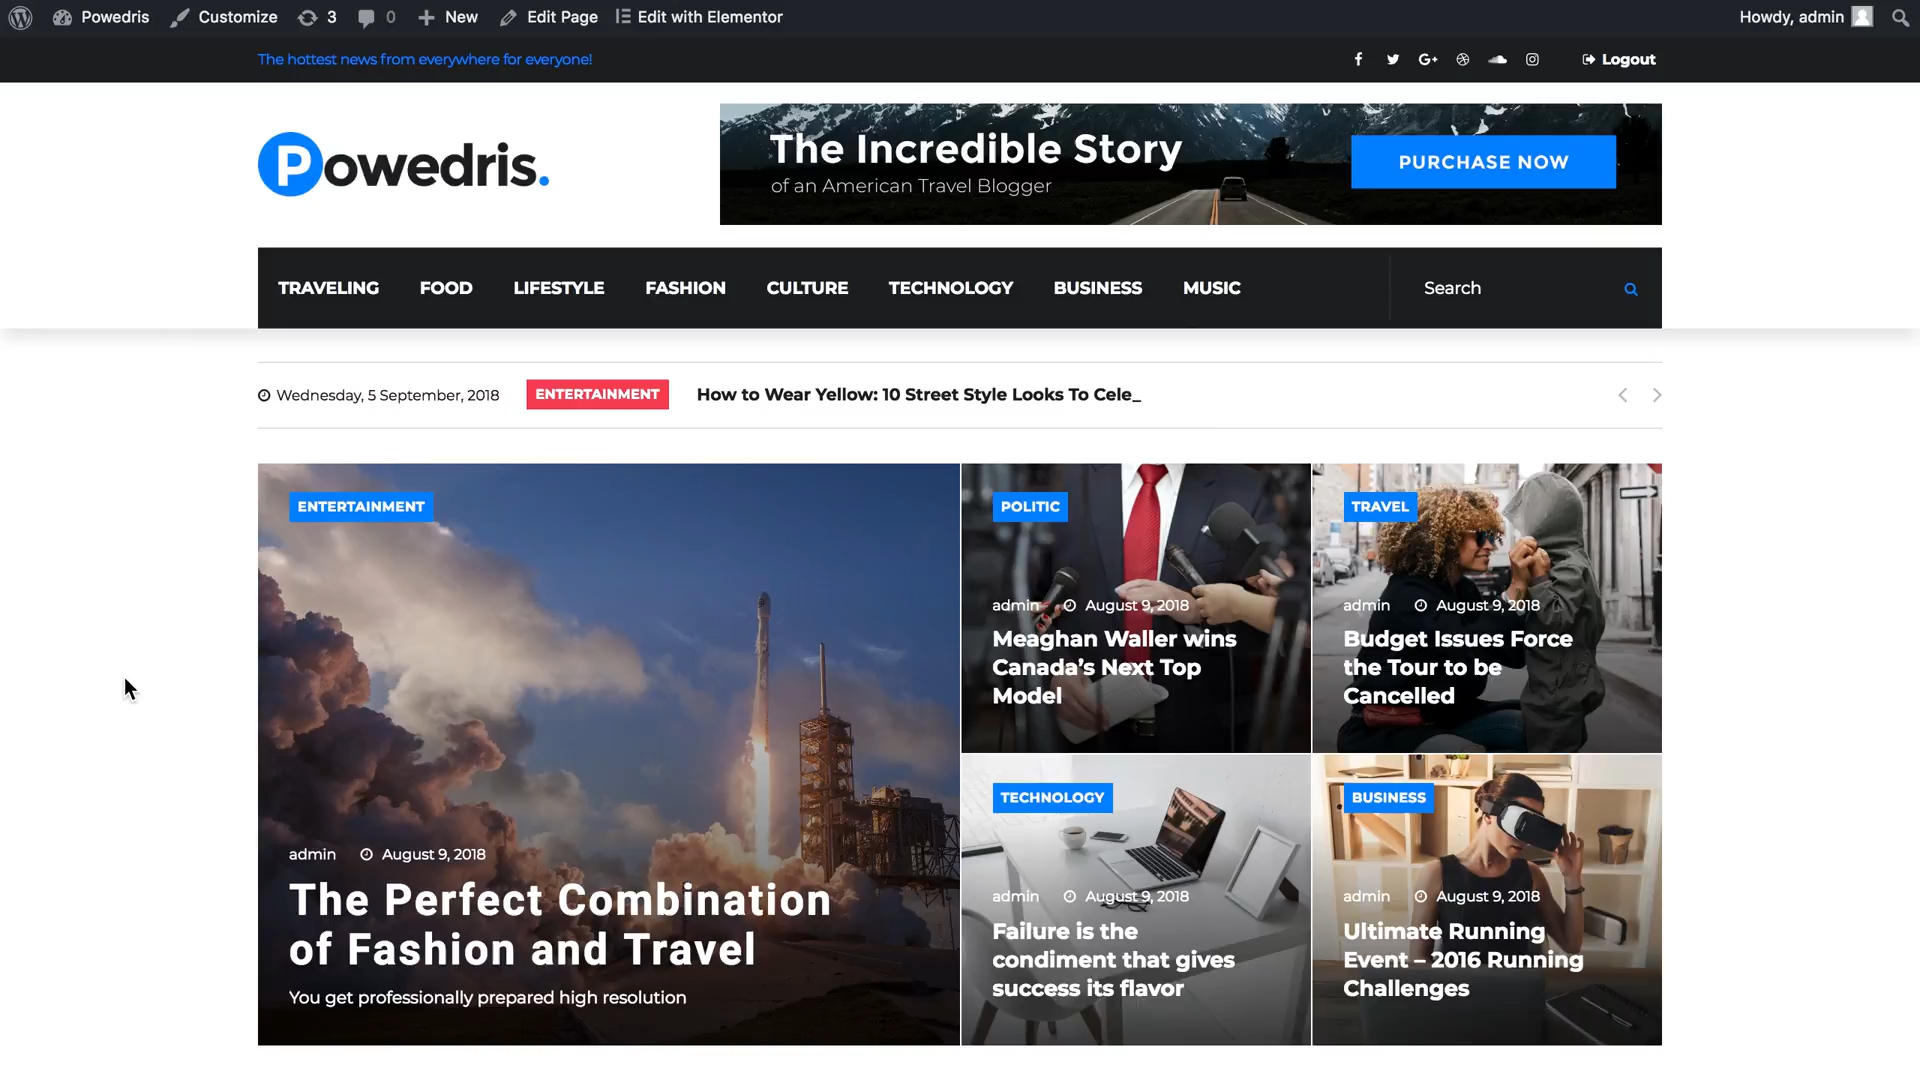 Powedris
Customize
3
0
New
Edit Page
Edit with Elementor
Howdy, admin
The hottest news from everywhere for everyone!
Logout
Powedris.
The Incredible Story
of an American Travel Blogger
PURCHASE NOW
TRAVELING
FOOD
LIFESTYLE
FASHION
CULTURE
TECHNOLOGY
BUSINESS
MUSIC
Search
Wednesday, 5 September, 2018
ENTERTAINMENT
How to Wear Yellow: 10 Street Style Looks To Cele_
ENTERTAINMENT
admin
August 9, 2018
The Perfect Combination
of Fashion and Travel
You get professionally prepared high resolution
POLITIC
admin
August 9, 2018
Meaghan Waller wins
Canada's Next Top
Model
TRAVEL
admin
August 9, 2018
Budget Issues Force
the Tour to be
Cancelled
TECHNOLOGY
admin
August 9, 2018
Failure is the
condiment that gives
success its flavor
BUSINESS
admin
August 9, 2018
Ultimate Running
Event – 2016 Running
Challenges